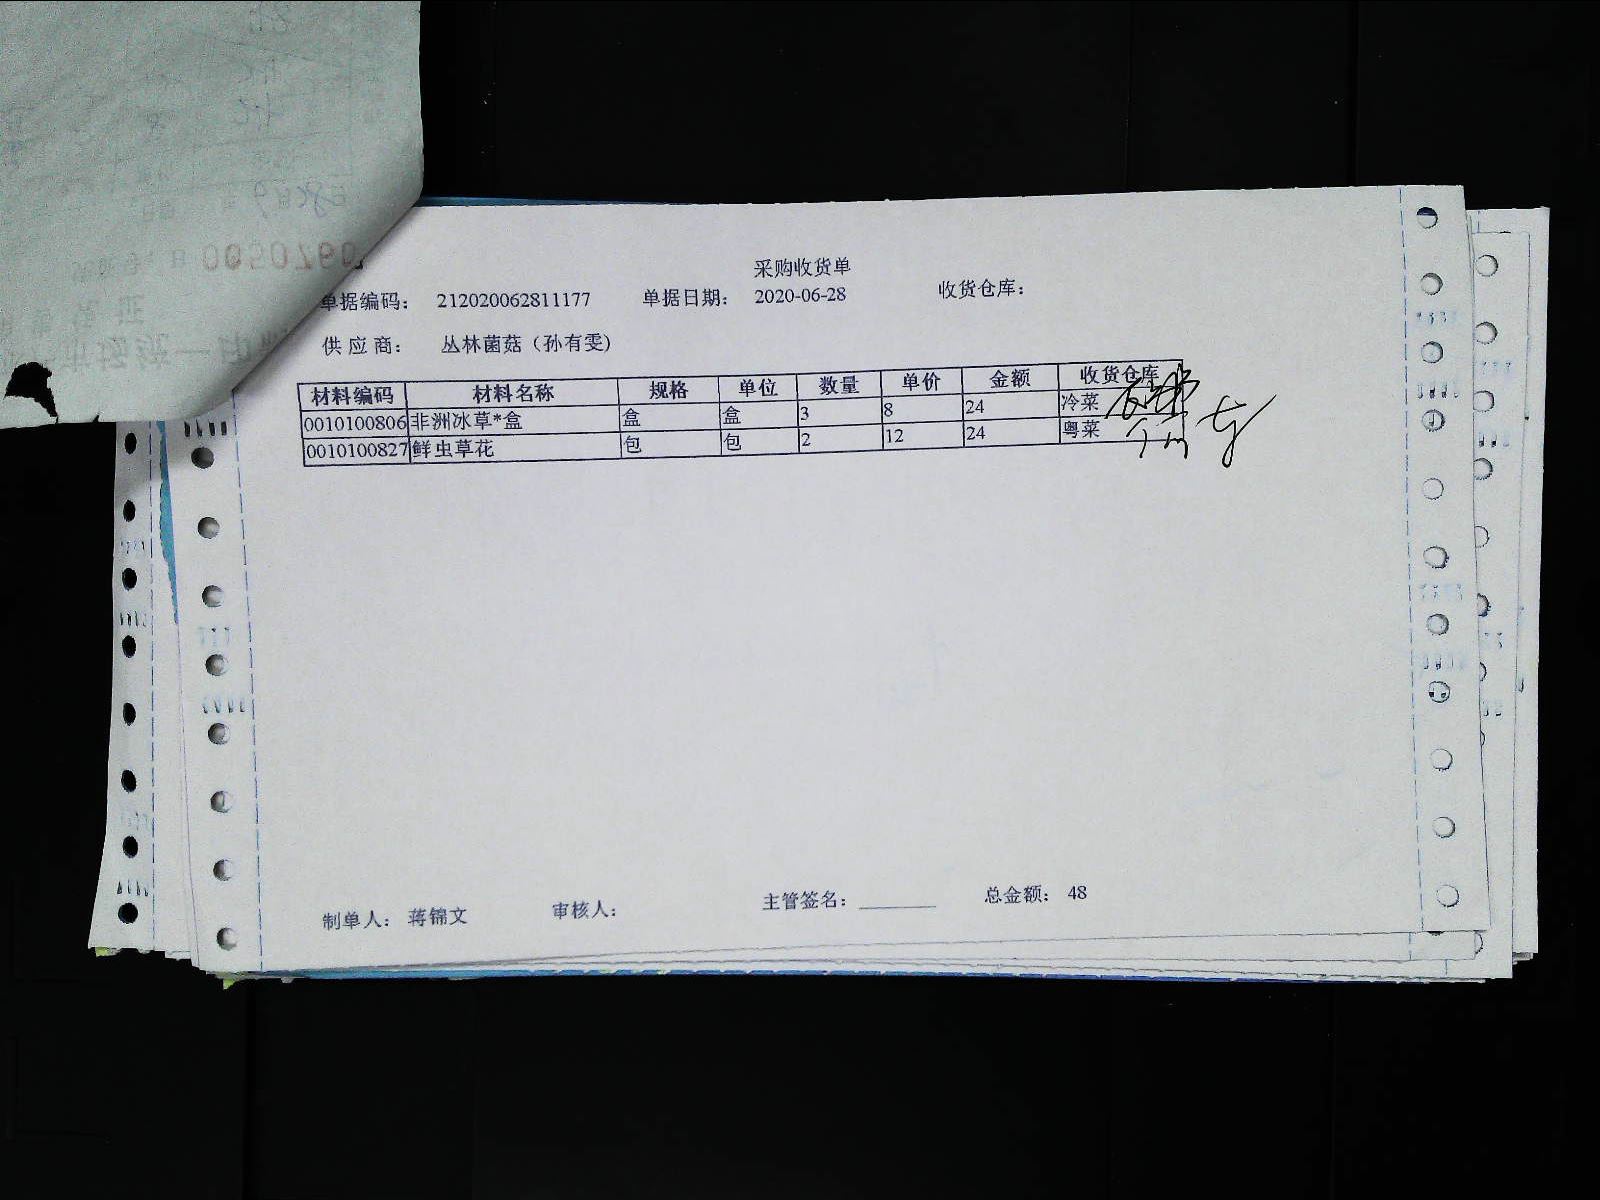 采购收货单
单据编码： 212020062811177 单据日期： 2020-06-28 收货仓库：
供 应 商： 丛林菌菇（孙有雯)
材料编码 材料名称 规格 单位 数量 单价 金额 收货仓库
0010100806 非洲冰草*盒 盒 盒 3 8 24 冷菜
0010100827 鲜虫草花 包 包 2 12 24 粤菜
制单人： 蒋锦文 审核人： 主管签名：________ 总金额： 48